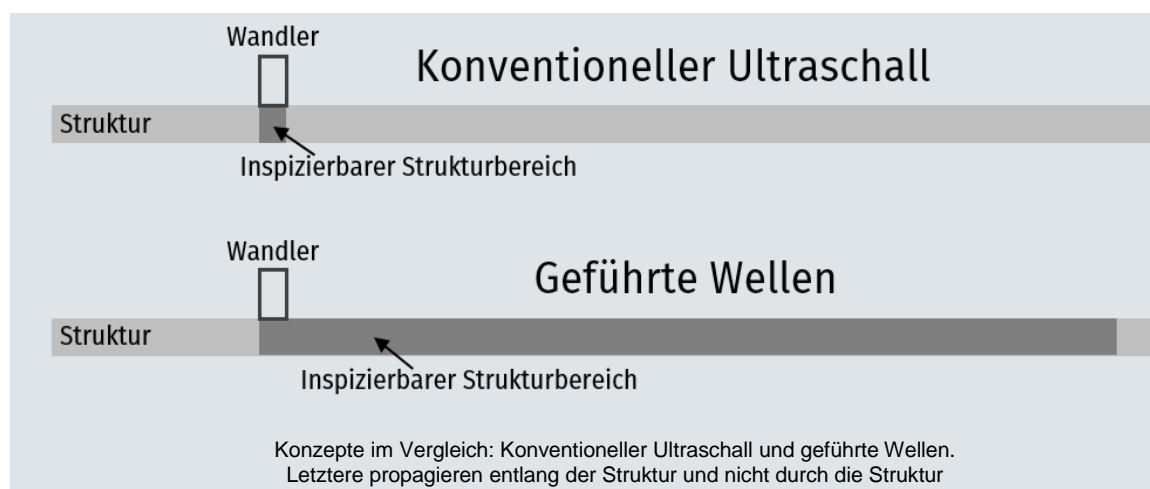 Wandler
Konventioneller Ultraschall
Struktur
Inspizierbarer Strukturbereich
Wandler
Geführte Wellen
Struktur
Inspizierbarer Strukturbereich
Konzepte im Vergleich: Konventioneller Ultraschall und geführte Wellen.
Letztere propagieren entlang der Struktur und nicht durch die Struktur